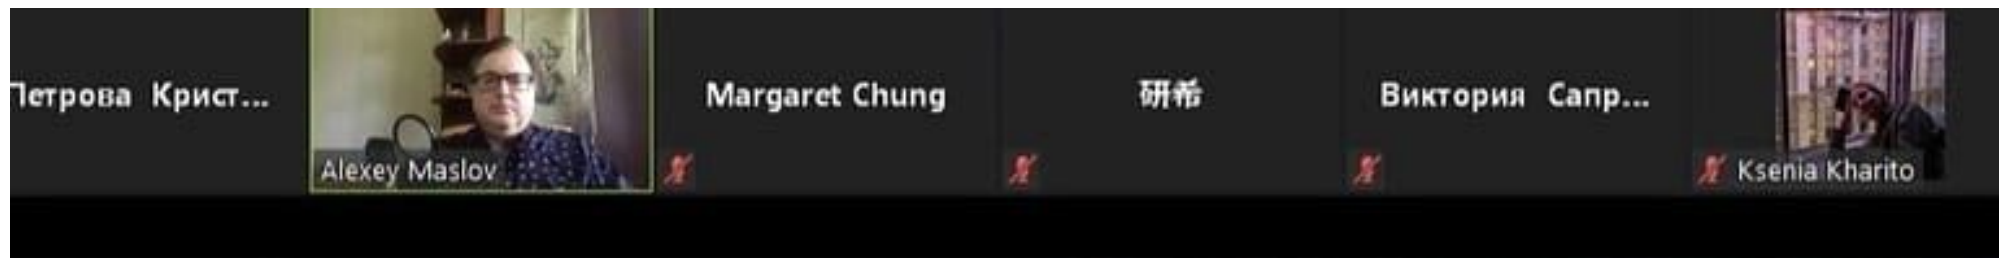 Петрова Крист...
Alexey Maslov
Margaret Chung
研希
Виктория Сапр...
Ksenia Kharito